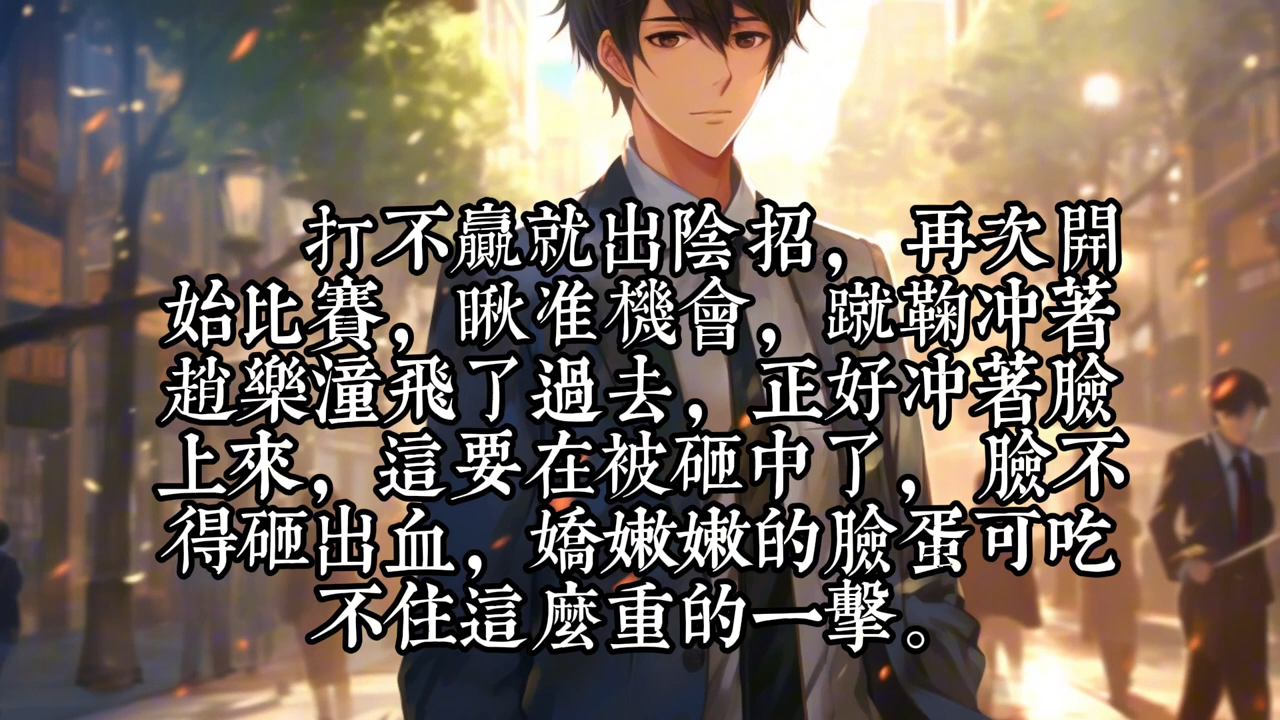 打不贏就出陰招，再次開
始比賽，瞅准機會，蹴鞠冲著
趙樂潼飛了過去，正好冲著臉
上來，這要在被砸中了，臉不
得砸出血，嬌嫩嫩的臉蛋可吃
不住這麼重的一擊。